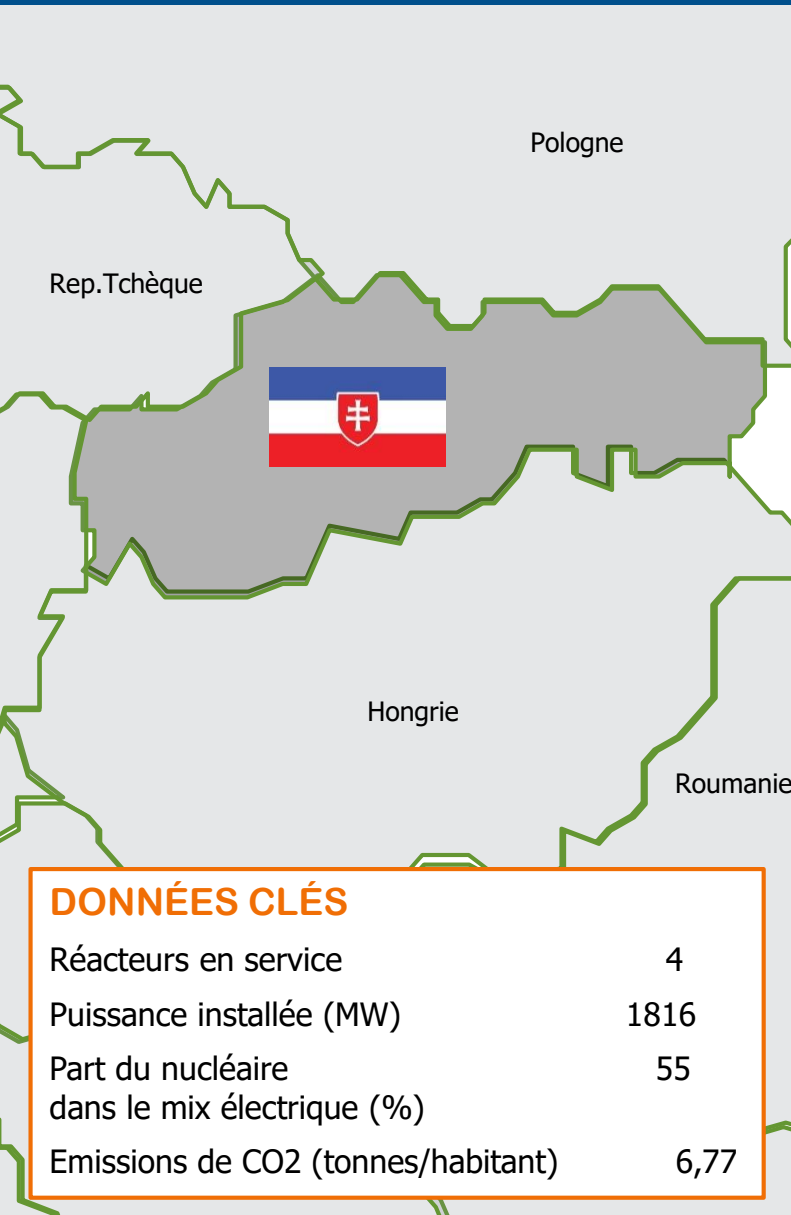 Pologne
Rep.Tchèque
Hongrie
Roumanie
DONNÉES CLÉS
Réacteurs en service 4
Puissance installée (MW) 1816
Part du nucléaire 55
dans le mix électrique (%)
Emissions de CO2 (tonnes/habitant) 6,77